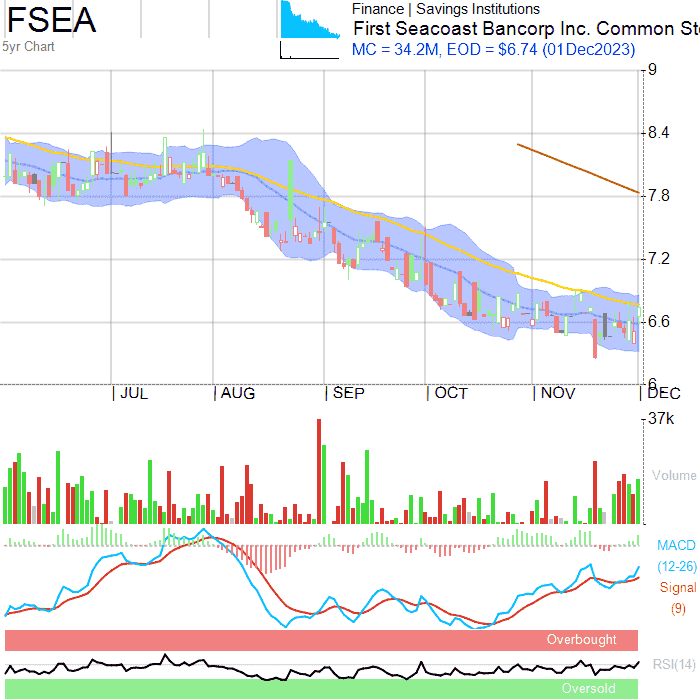 FSEA
5yr Chart
Finance | Savings Institutions
First Seacoast Bancorp Inc. Common Sto
MC = 34.2M, EOD = $6.74 (01Dec2023)
9
8.4
7.8
7.2
6.6
6
JUL AUG SEP OCT NOV DEC
37k
Volume
MACD
(12-26)
Signal
(9)
Overbought
RSI(14)
Oversold